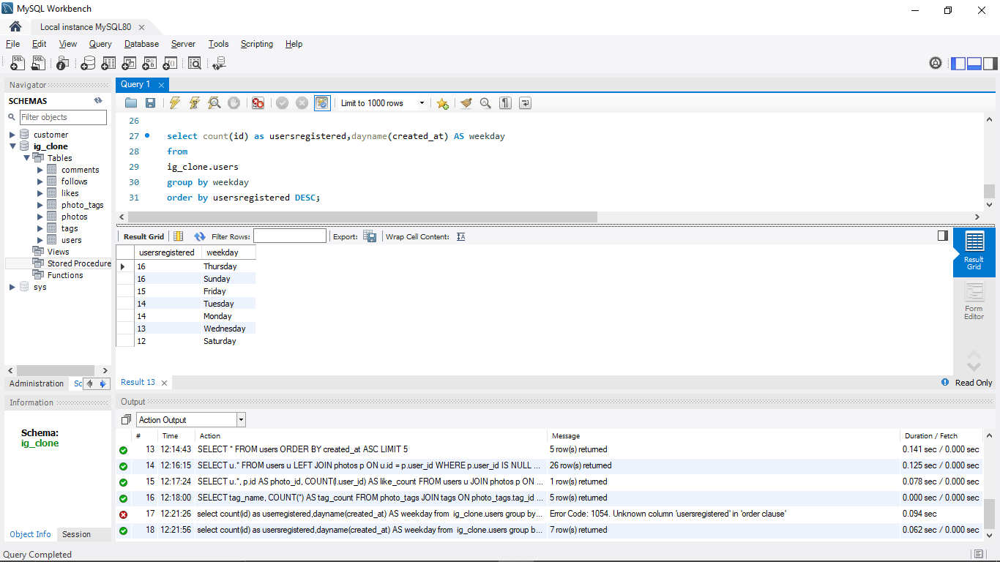 MySQL Workbench
Local instance MySQL80
File Edit View Query Database Server Tools Scripting Help
Navigator
SCHEMAS
Filter objects
customer
ig_clone
Tables
comments
follows
likes
photo_tags
photos
tags
users
Views
Stored Procedure
Functions
sys
Administration Sc
Information
Schema:
ig_clone
Object Info Session
Query 1
Limit to 1000 rows
26
27 select count(id) as usersregistered,dayname(created_at) AS weekday
28 from
29 ig_clone.users
30 group by weekday
31 order by usersregistered DESC;
Result Grid Filter Rows: Export: Wrap Cell Content:
usersregistered weekday
16 Thursday
16 Sunday
15 Friday
14 Tuesday
14 Monday
13 Wednesday
12 Saturday
Result Grid
Form Editor
Result 13 Read Only
Output
Action Output
# Time Action Message Duration / Fetch
13 12:14:43 SELECT * FROM users ORDER BY created_at ASC LIMIT 5 5 row(s) returned 0.141 sec / 0.000 sec
14 12:16:15 SELECT u.* FROM users u LEFT JOIN photos p ON u.id = p.user_id WHERE p.user_id IS NULL ... 26 row(s) returned 0.125 sec / 0.000 sec
15 12:17:24 SELECT u.*, p.id AS photo_id, COUNT(l.user_id) AS like_count FROM users u JOIN photos p ON ... 1 row(s) returned 0.078 sec / 0.000 sec
16 12:18:00 SELECT tag_name, COUNT(*) AS tag_count FROM photo_tags JOIN tags ON photo_tags.tag_id ... 5 row(s) returned 0.000 sec / 0.000 sec
17 12:21:26 select count(id) as userregistered,dayname(created_at) AS weekday from ig_clone.users group by... Error Code: 1054. Unknown column 'usersregistered' in 'order clause' 0.094 sec
18 12:21:56 select count(id) as usersregistered,dayname(created_at) AS weekday from ig_clone.users group b... 7 row(s) returned 0.062 sec / 0.000 sec
Query Completed